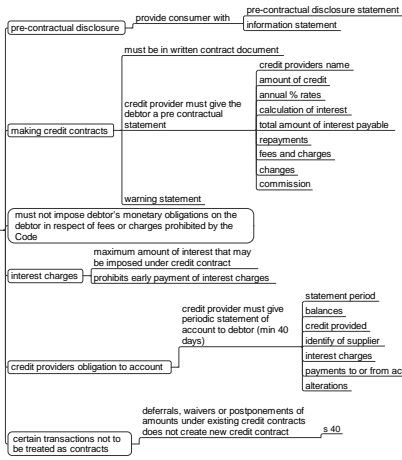 pre-contractual disclosure
provide consumer with
pre-contractual disclosure statement
information statement
making credit contracts
must be in written contract document
credit provider must give the
debtor a pre contractual
statement
credit providers name
amount of credit
annual % rates
calculation of interest
total amount of interest payable
repayments
fees and charges
changes
commission
warning statement
must not impose debtor's monetary obligations on the
debtor in respect of fees or charges prohibited by the
Code
interest charges
maximum amount of interest that may
be imposed under credit contract
prohibits early payment of interest charges
credit providers obligation to account
credit provider must give
periodic statement of
account to debtor (min 40
days)
statement period
balances
credit provided
identify of supplier
interest charges
payments to or from ac
alterations
certain transactions not to
be treated as contracts
deferrals, waivers or postponements of
amounts under existing credit contracts
does not create new credit contract
s 40